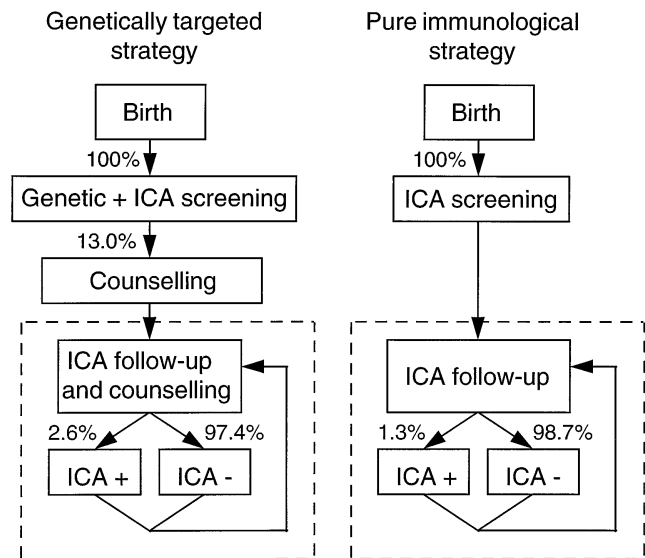 Genetically targeted
strategy
Birth
100%
Genetic + ICA screening
13.0%
Counselling
ICA follow-up
and counselling
2.6%
97.4%
ICA +
ICA -
Pure immunological
strategy
Birth
100%
ICA screening
ICA follow-up
1.3%
98.7%
ICA +
ICA -